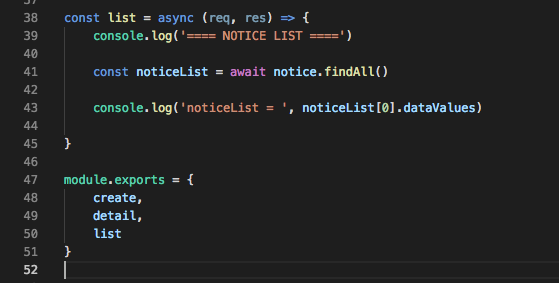 38 const list = async (req, res) => {
39     console.log('==== NOTICE LIST ====')
40
41     const noticeList = await notice.findAll()
42
43     console.log('noticeList = ', noticeList[0].dataValues)
44
45 }
46
47 module.exports = {
48     create,
49     detail,
50     list
51 }
52